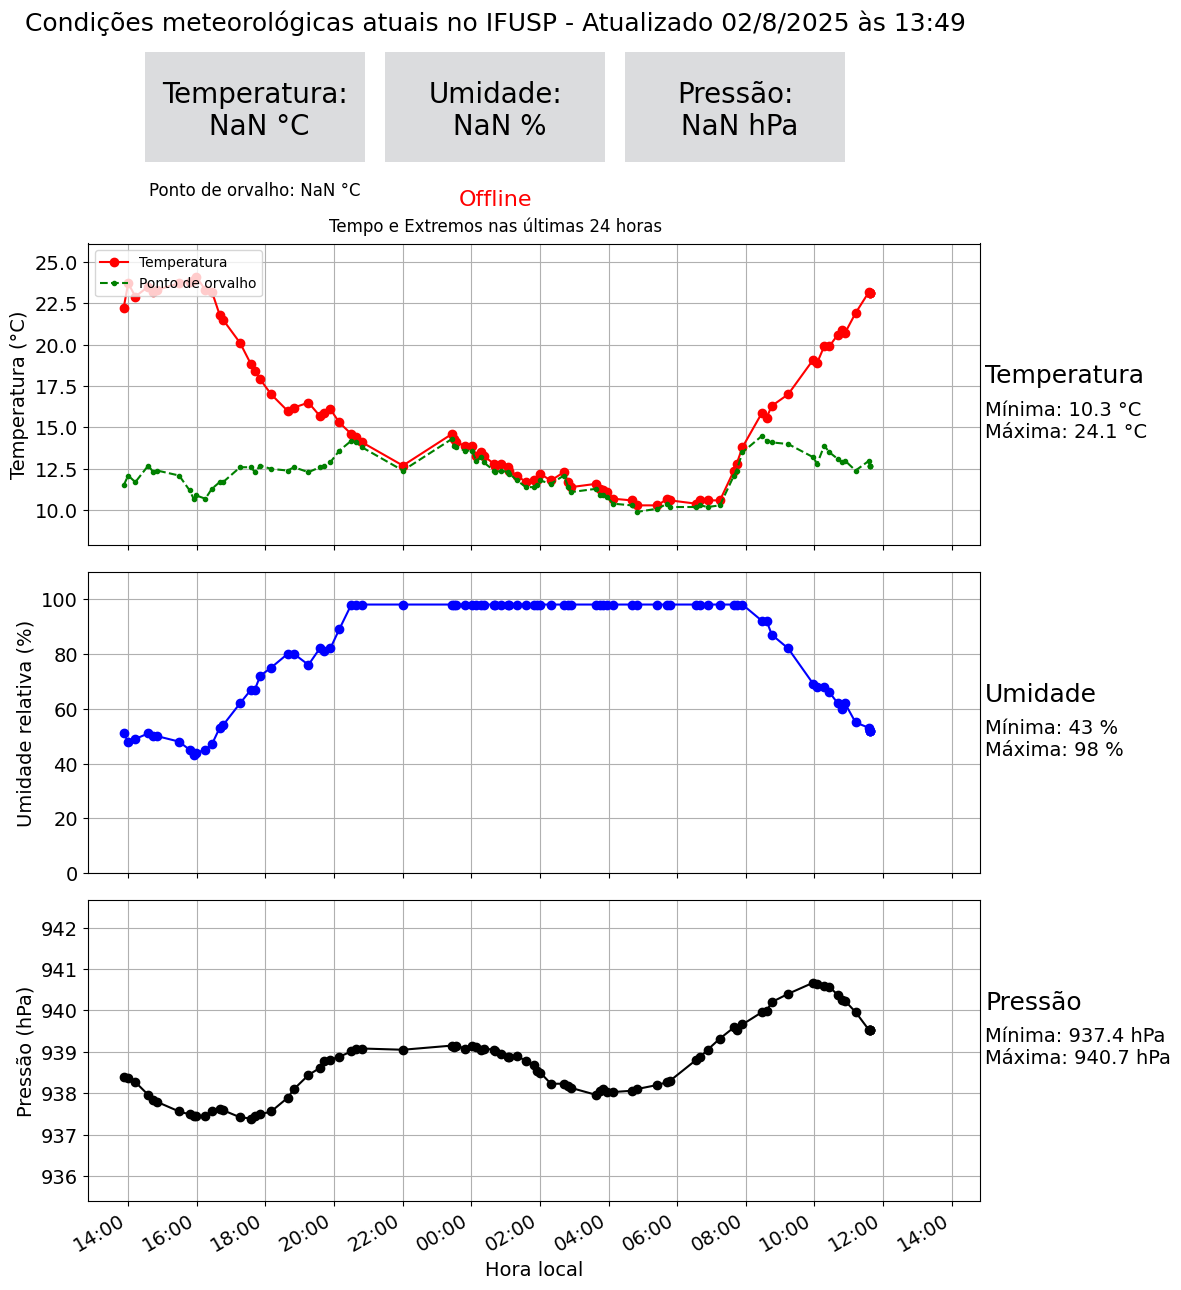 Condições meteorológicas atuais no IFUSP - Atualizado 02/8/2025 às 13:49
Temperatura:
NaN °C
Umidade:
NaN %
Pressão:
NaN hPa
Ponto de orvalho: NaN °C
Offline
Tempo e Extremos nas últimas 24 horas
Temperatura (°C)
25.0
22.5
20.0
17.5
15.0
12.5
10.0
Temperatura
Ponto de orvalho
Temperatura
Mínima: 10.3 °C
Máxima: 24.1 °C
Umidade relativa (%)
100
80
60
40
20
0
Umidade
Mínima: 43 %
Máxima: 98 %
Pressão (hPa)
942
941
940
939
938
937
936
Pressão
Mínima: 937.4 hPa
Máxima: 940.7 hPa
14:00
16:00
18:00
20:00
22:00
00:00
02:00
04:00
06:00
08:00
10:00
12:00
14:00
Hora local